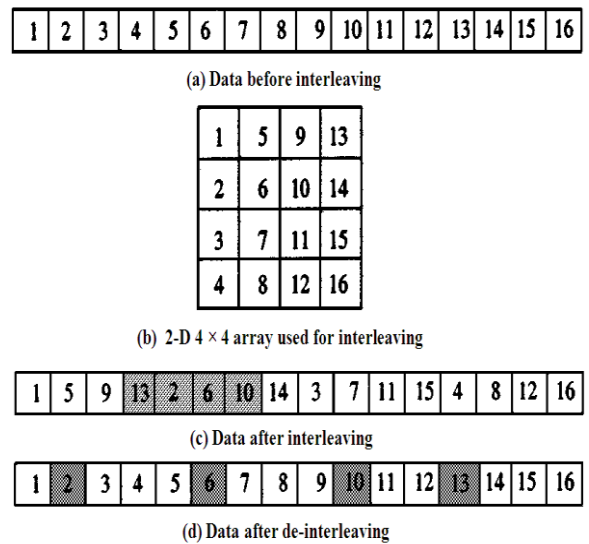 1 2 3 4 5 6 7 8 9 10 11 12 13 14 15 16
(a) Data before interleaving
1 5 9 13
2 6 10 14
3 7 11 15
4 8 12 16
(b) 2-D 4 × 4 array used for interleaving
1 5 9 13 2 6 10 14 3 7 11 15 4 8 12 16
(c) Data after interleaving
1 2 3 4 5 6 7 8 9 10 11 12 13 14 15 16
(d) Data after de-interleaving